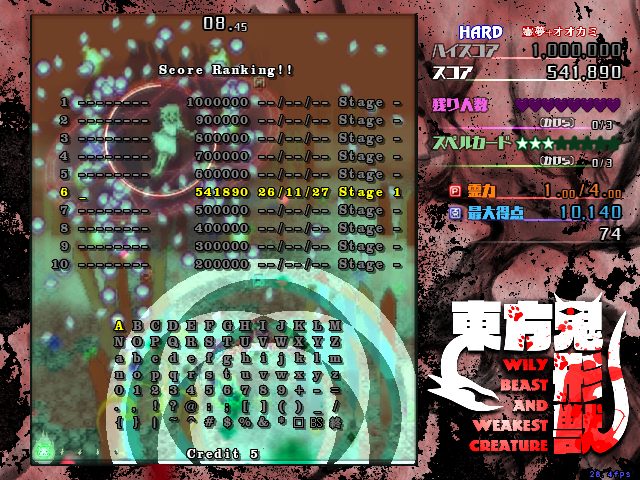 08.45
Score Ranking!!
1 -------- 1000000 --/--/-- Stage -
2 -------- 900000 --/--/-- Stage -
3 -------- 800000 --/--/-- Stage -
4 -------- 700000 --/--/-- Stage -
5 -------- 600000 --/--/-- Stage -
6 _ 541890 26/11/27 Stage 1
7 -------- 500000 --/--/-- Stage -
8 -------- 400000 --/--/-- Stage -
9 -------- 300000 --/--/-- Stage -
10 -------- 200000 --/--/-- Stage -
A B C D E F G H I J K L M
N O P Q R S T U V W X Y Z
a b c d e f g h i j k l m
n o p q r s t u v w x y z
0 1 2 3 4 5 6 7 8 9 + - =
. , ! ? @ : ; [ ] ( ) _ /
{ } | ~ ^ # $ % & * □ BS 終
Credit 5
HARD 霊夢+オオカミ
ハイスコア 1,000,000
スコア 541,890
残り人数
(かけら) 0/3
スペルカード ★★★
(かけら) 0/3
P 霊力 1.00/4.00
最大得点 10,140
74
東方鬼形獣
WILY
BEAST
AND
WEAKEST
CREATURE